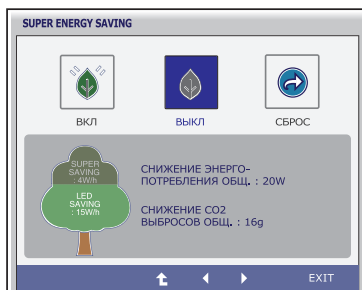 SUPER ENERGY SAVING
ВКЛ
ВЫКЛ
СБРОС
SUPER
SAVING
: 4W/h
LED
SAVING
: 15W/h
СНИЖЕНИЕ ЭНЕРГО-
ПОТРЕБЛЕНИЯ ОБЩ. : 20W
СНИЖЕНИЕ CO2
ВЫБРОСОВ ОБЩ. : 16g
EXIT